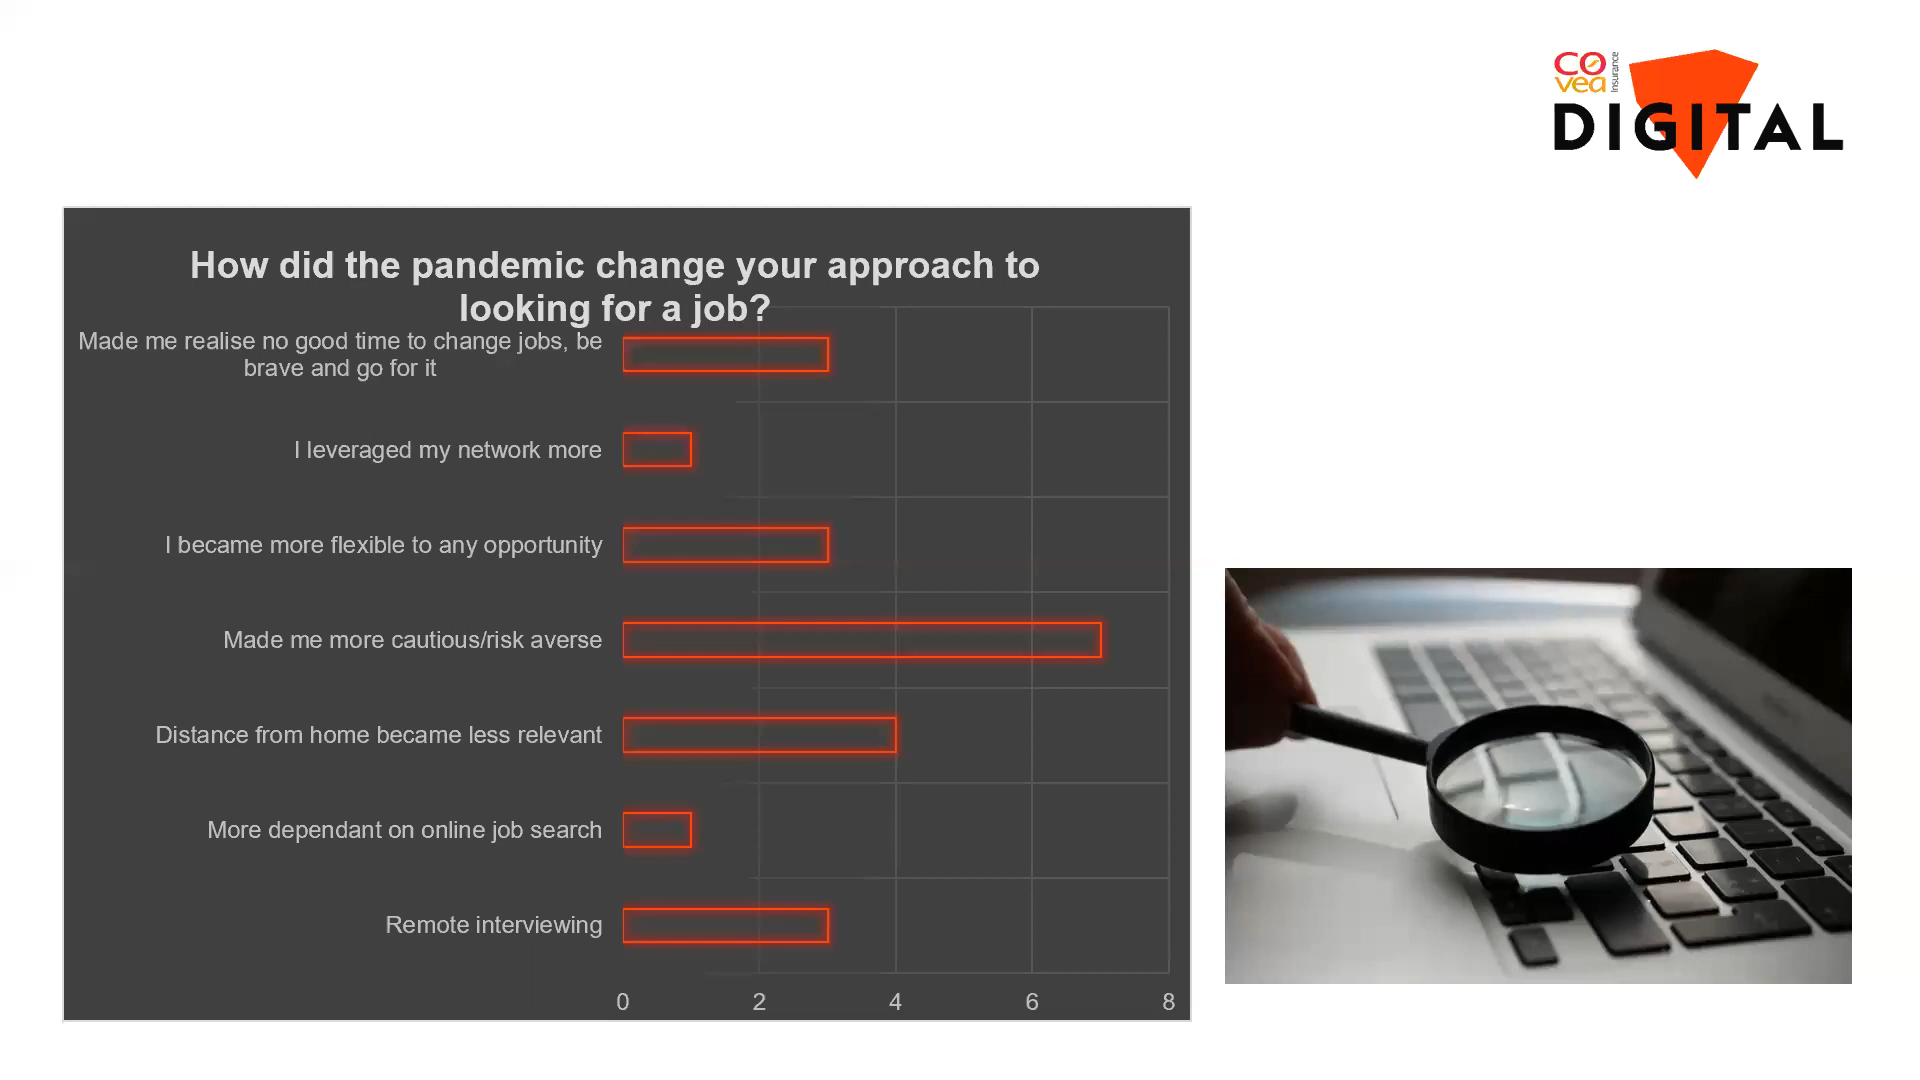 co
vea
Insurance
DIGITAL
How did the pandemic change your approach to
looking for a job?
Made me realise no good time to change jobs, be
brave and go for it
I leveraged my network more
I became more flexible to any opportunity
Made me more cautious/risk averse
Distance from home became less relevant
More dependant on online job search
Remote interviewing
0 2 4 6 8